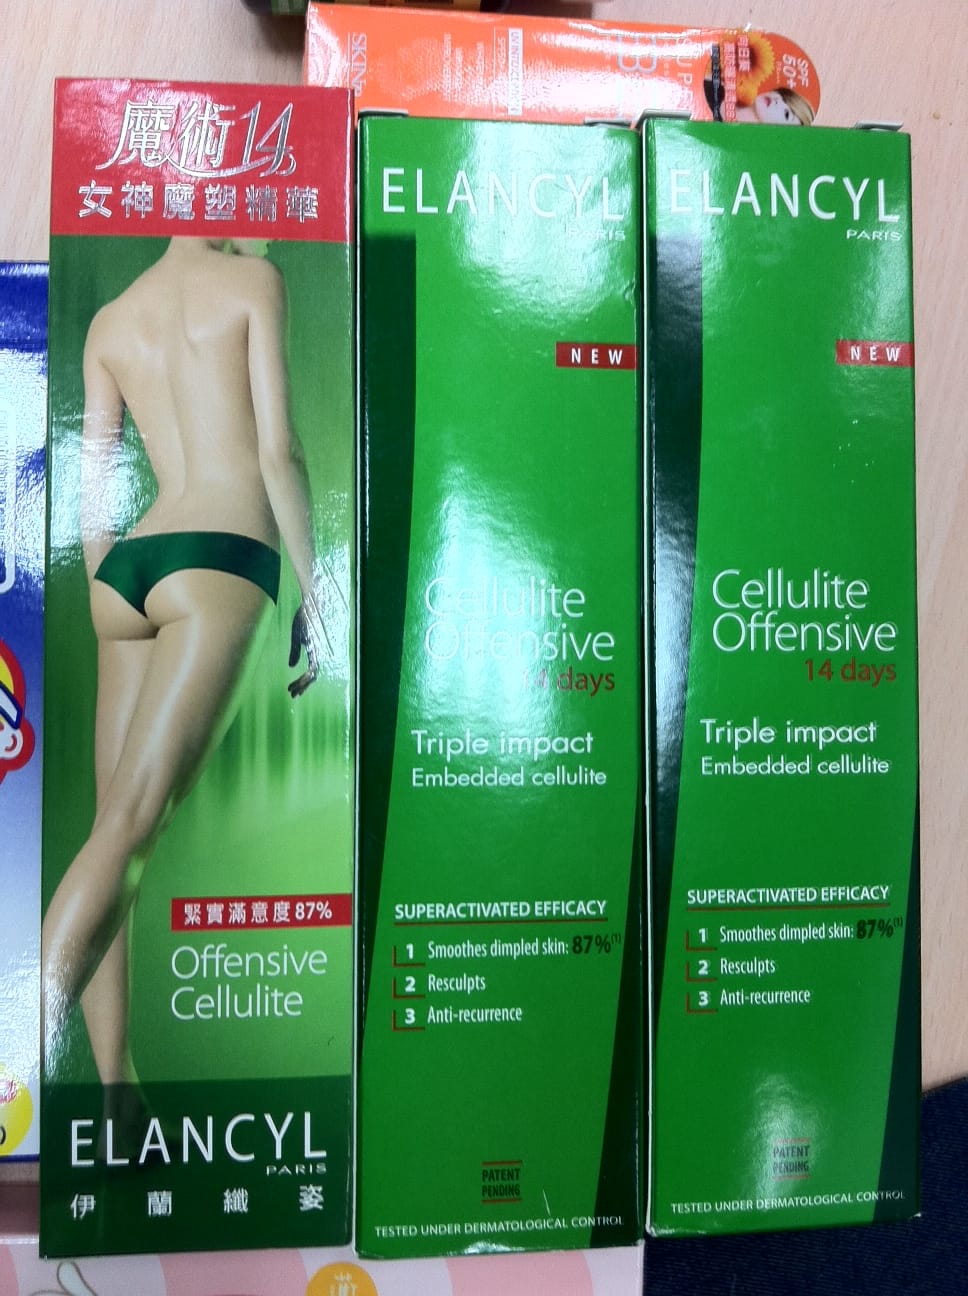 魔術14
女神魔塑精華
緊實滿意度87%
Offensive
Cellulite
ELANCYL
PARIS
伊蘭纖姿
ELANCYL
PARIS
NEW
Cellulite
Offensive
14 days
Triple impact
Embedded cellulite
SUPERACTIVATED EFFICACY
1 Smoothes dimpled skin: 87%(1)
2 Resculpts
3 Anti-recurrence
PATENT
PENDING
TESTED UNDER DERMATOLOGICAL CONTROL
ELANCYL
PARIS
NEW
Cellulite
Offensive
14 days
Triple impact
Embedded cellulite
SUPERACTIVATED EFFICACY
1 Smoothes dimpled skin: 87%(1)
2 Resculpts
3 Anti-recurrence
PATENT
PENDING
TESTED UNDER DERMATOLOGICAL CONTROL
SPF
50+